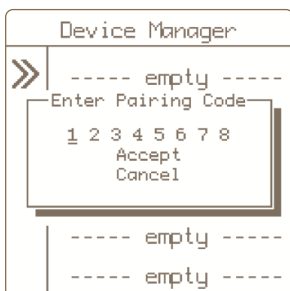 Device Manager
----- empty -----
Enter Pairing Code
1 2 3 4 5 6 7 8
Accept
Cancel
----- empty -----
----- empty -----